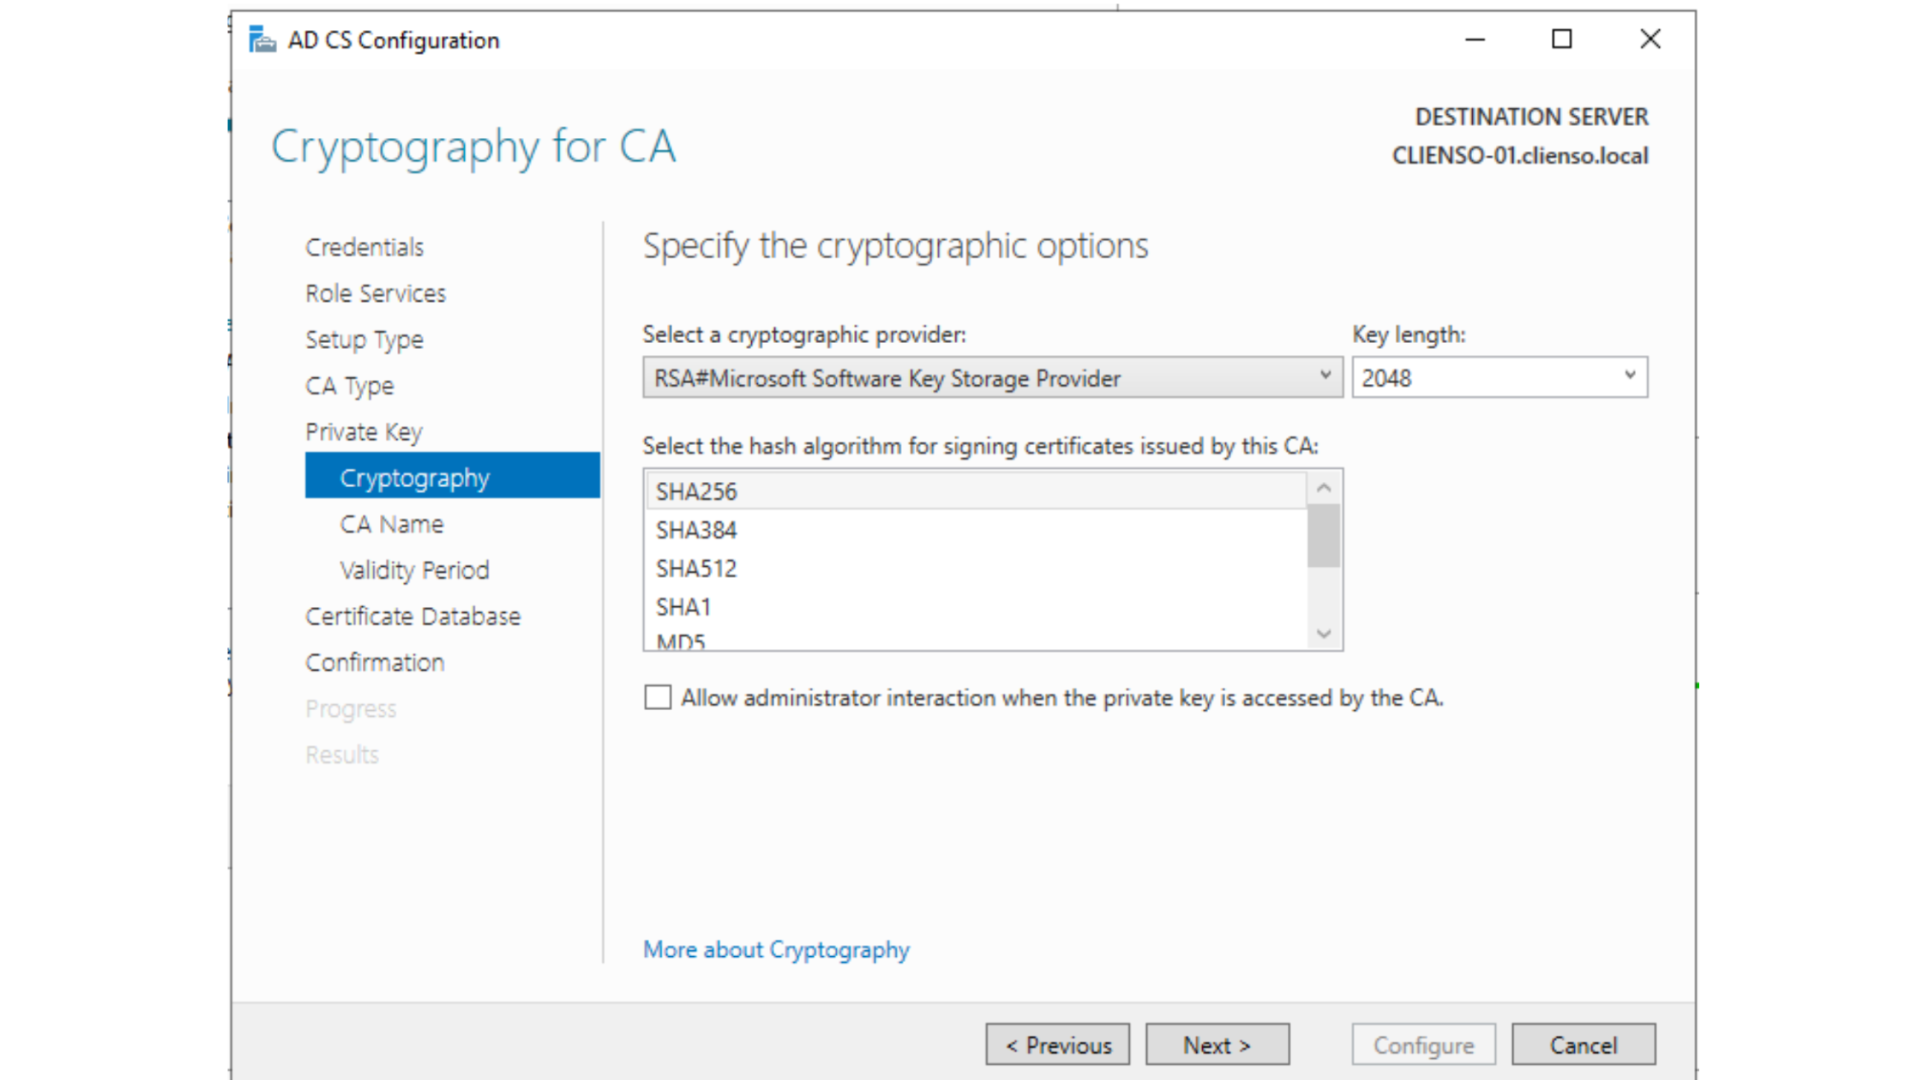 AD CS Configuration
Cryptography for CA
DESTINATION SERVER
CLIENSO-01.clienso.local
Credentials
Role Services
Setup Type
CA Type
Private Key
Cryptography
CA Name
Validity Period
Certificate Database
Confirmation
Progress
Results
Specify the cryptographic options
Select a cryptographic provider:
Key length:
RSA#Microsoft Software Key Storage Provider
2048
Select the hash algorithm for signing certificates issued by this CA:
SHA256
SHA384
SHA512
SHA1
MD5
Allow administrator interaction when the private key is accessed by the CA.
More about Cryptography
< Previous
Next >
Configure
Cancel